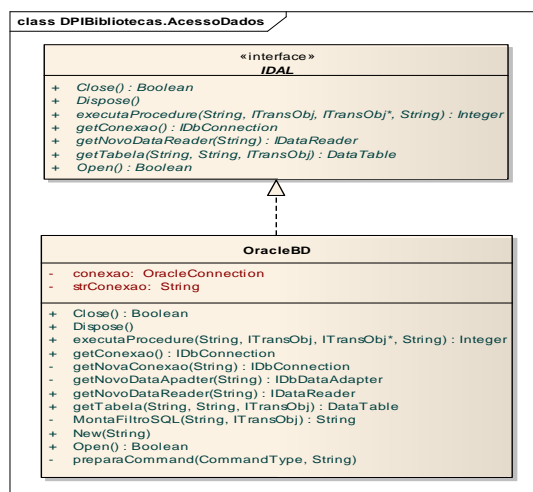 class DPIBibliotecas.AcessoDados
«interface»
IDAL
+ Close() : Boolean
+ Dispose()
+ executaProcedure(String, ITransObj, ITransObj*, String) : Integer
+ getConexao() : IDbConnection
+ getNovoDataReader(String) : IDataReader
+ getTabela(String, String, ITransObj) : DataTable
+ Open() : Boolean
OracleBD
- conexao: OracleConnection
- strConexao: String
+ Close() : Boolean
+ Dispose()
+ executaProcedure(String, ITransObj, ITransObj*, String) : Integer
+ getConexao() : IDbConnection
- getNovaConexao(String) : IDbConnection
- getNovoDataApadter(String) : IDbDataAdapter
+ getNovoDataReader(String) : IDataReader
+ getTabela(String, String, ITransObj) : DataTable
- MontaFiltroSQL(String, ITransObj) : String
+ New(String)
+ Open() : Boolean
- preparaCommand(CommandType, String)